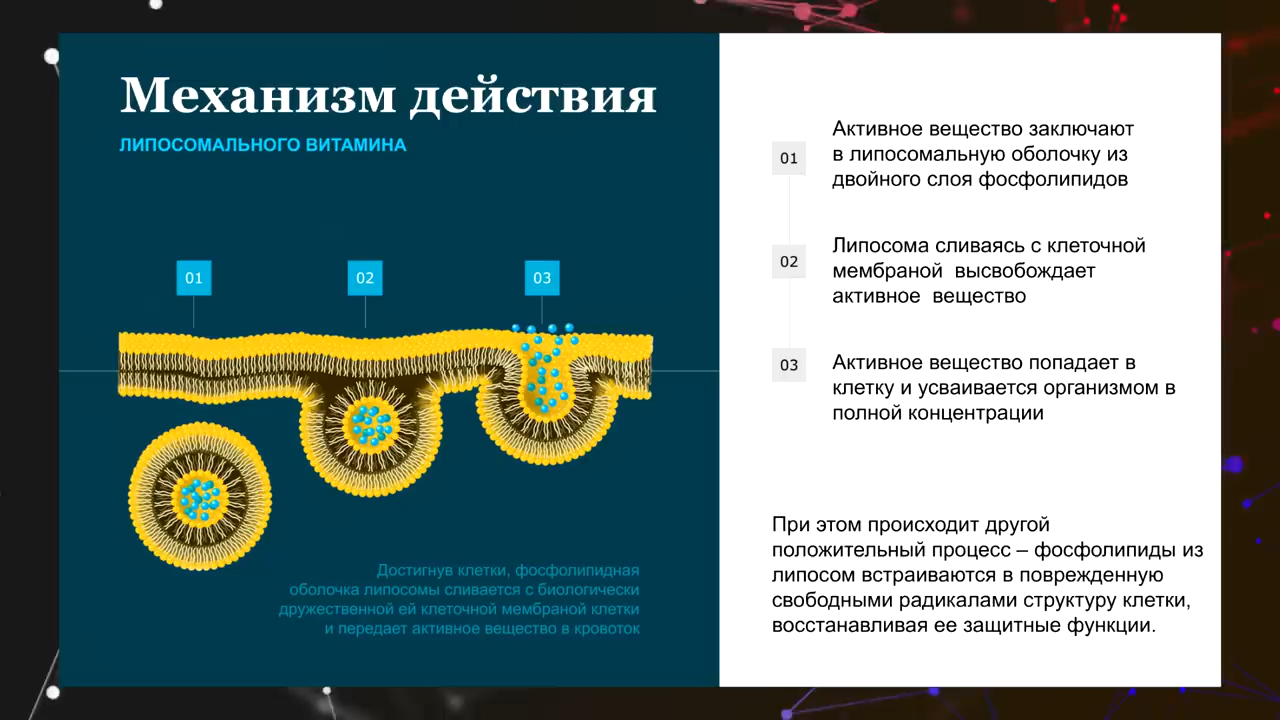 Механизм действия
ЛИПОСОМАЛЬНОГО ВИТАМИНА
01
02
03
Достигнув клетки, фосфолипидная
оболочка липосомы сливается с биологически
дружественной ей клеточной мембраной клетки
и передает активное вещество в кровоток
01
Активное вещество заключают
в липосомальную оболочку из
двойного слоя фосфолипидов
02
Липосома сливаясь с клеточной
мембраной высвобождает
активное вещество
03
Активное вещество попадает в
клетку и усваивается организмом в
полной концентрации
При этом происходит другой
положительный процесс – фосфолипиды из
липосом встраиваются в поврежденную
свободными радикалами структуру клетки,
восстанавливая ее защитные функции.